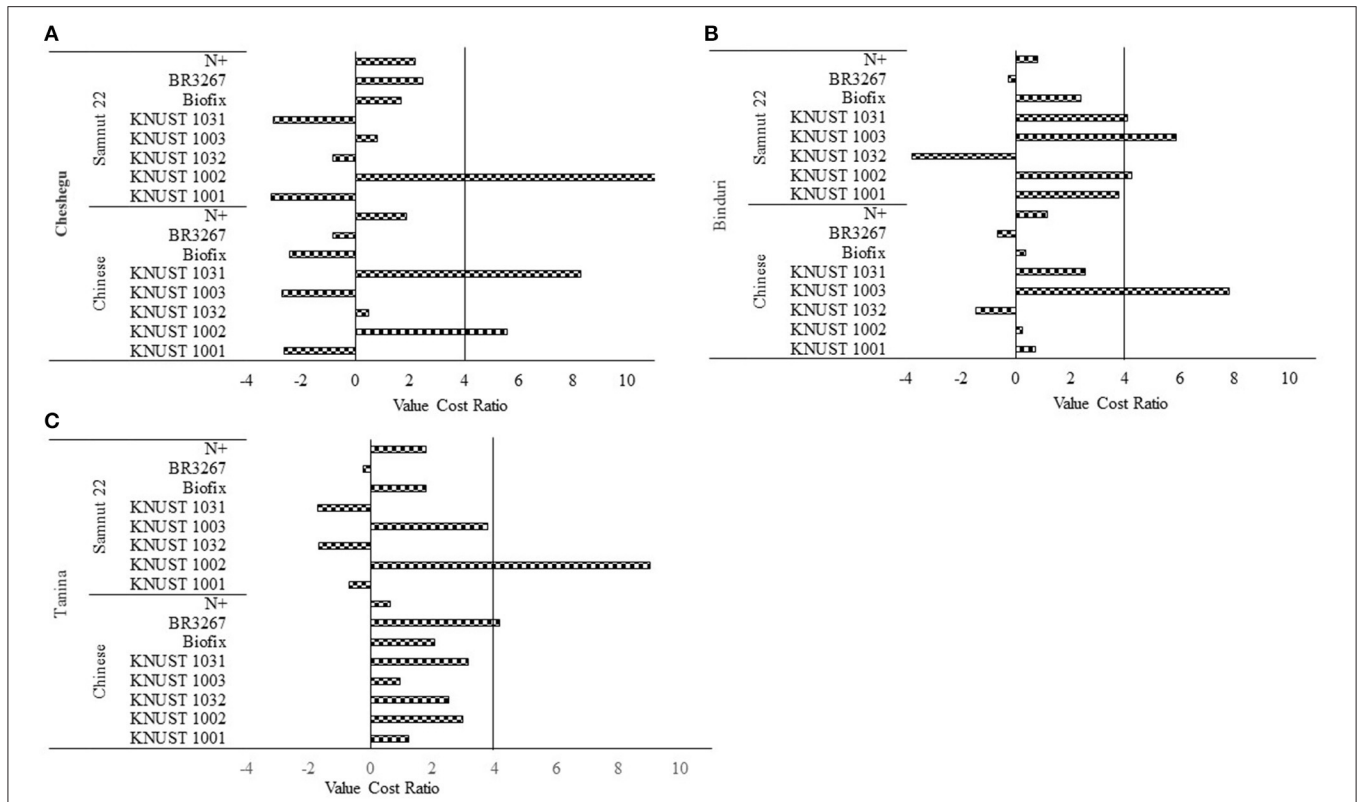 A
Cheshegu
Samnut 22
N+
BR3267
Biofix
KNUST 1031
KNUST 1003
KNUST 1032
KNUST 1002
KNUST 1001
Chinese
N+
BR3267
Biofix
KNUST 1031
KNUST 1003
KNUST 1032
KNUST 1002
KNUST 1001
-4 0 2 4 6 8 10
Value Cost Ratio
B
Binduri
Samnut 22
N+
BR3267
Biofix
KNUST 1031
KNUST 1003
KNUST 1032
KNUST 1002
KNUST 1001
Chinese
N+
BR3267
Biofix
KNUST 1031
KNUST 1003
KNUST 1032
KNUST 1002
KNUST 1001
-4 -2 0 2 4 6 8 10
Value Cost Ratio
C
Tanina
Samnut 22
N+
BR3267
Biofix
KNUST 1031
KNUST 1003
KNUST 1032
KNUST 1002
KNUST 1001
Chinese
N+
BR3267
Biofix
KNUST 1031
KNUST 1003
KNUST 1032
KNUST 1002
KNUST 1001
-4 -2 0 2 4 6 8 10
Value Cost Ratio